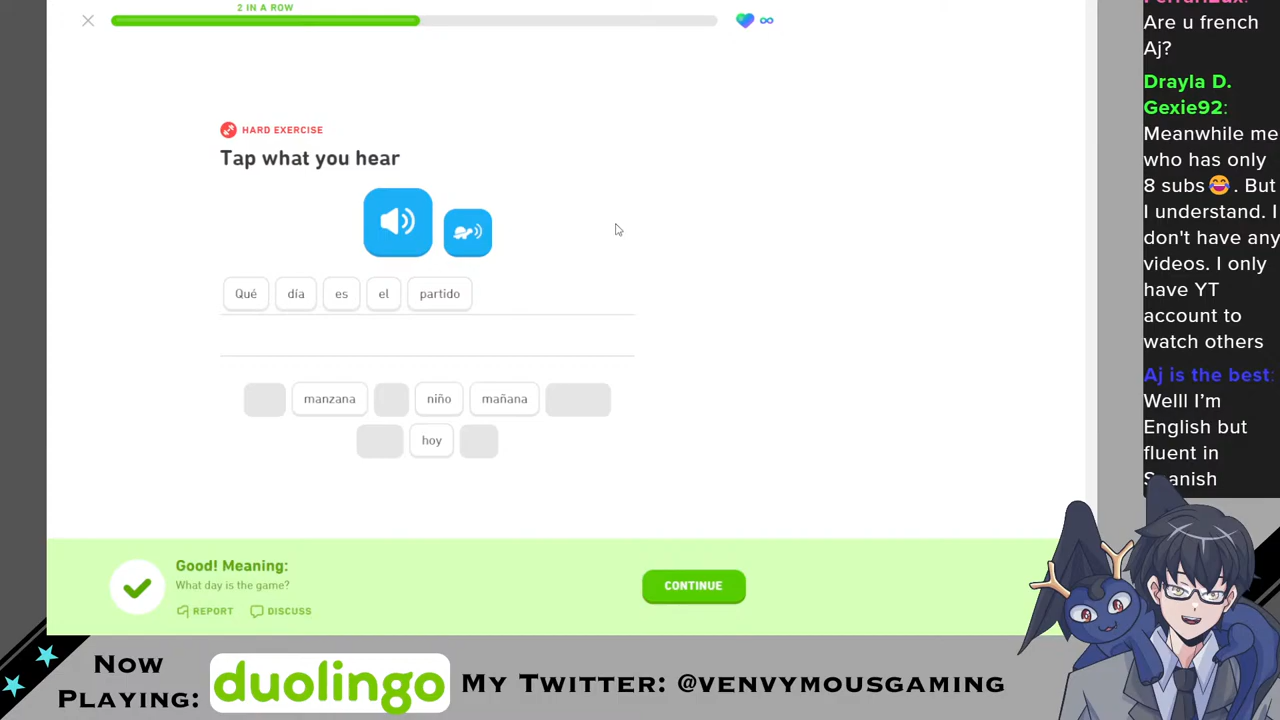 2 IN A ROW
HARD EXERCISE
Tap what you hear
Qué día es el partido
manzana niño mañana
hoy
Good! Meaning:
What day is the game?
REPORT DISCUSS
CONTINUE
Are u french
Aj?
Drayla D.
Gexie92:
Meanwhile me
who has only
8 subs😂. But
I understand. I
don't have any
videos. I only
have YT
account to
watch others
Aj is the best:
Welll I'm
English but
fluent in
Spanish
Now
Playing:
duolingo
My Twitter: @venvymousgaming